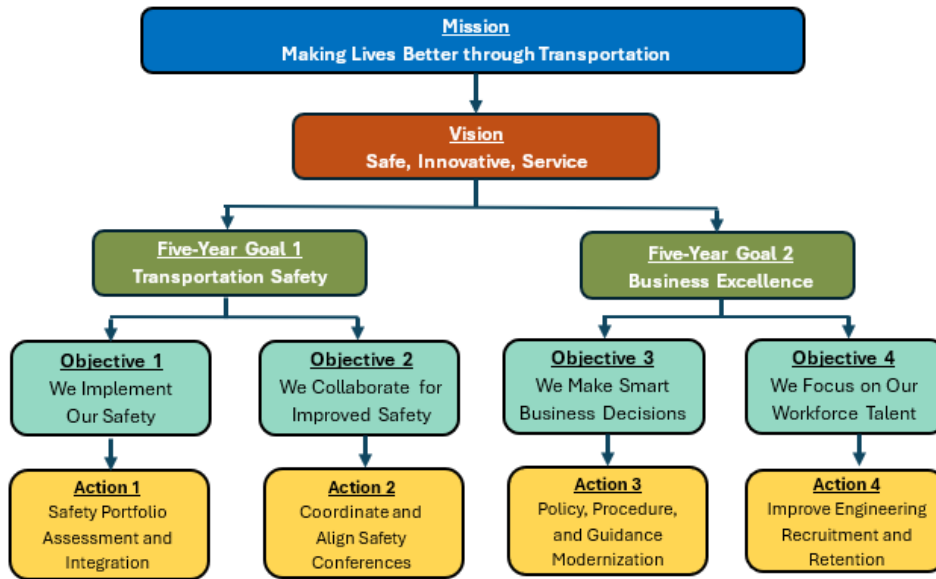 Mission
Making Lives Better through Transportation
Vision
Safe, Innovative, Service
Five-Year Goal 1
Transportation Safety
Five-Year Goal 2
Business Excellence
Objective 1
We Implement
Our Safety
Objective 2
We Collaborate for
Improved Safety
Objective 3
We Make Smart
Business Decisions
Objective 4
We Focus on Our
Workforce Talent
Action 1
Safety Portfolio
Assessment and
Integration
Action 2
Coordinate and
Align Safety
Conferences
Action 3
Policy, Procedure,
and Guidance
Modernization
Action 4
Improve Engineering
Recruitment and
Retention